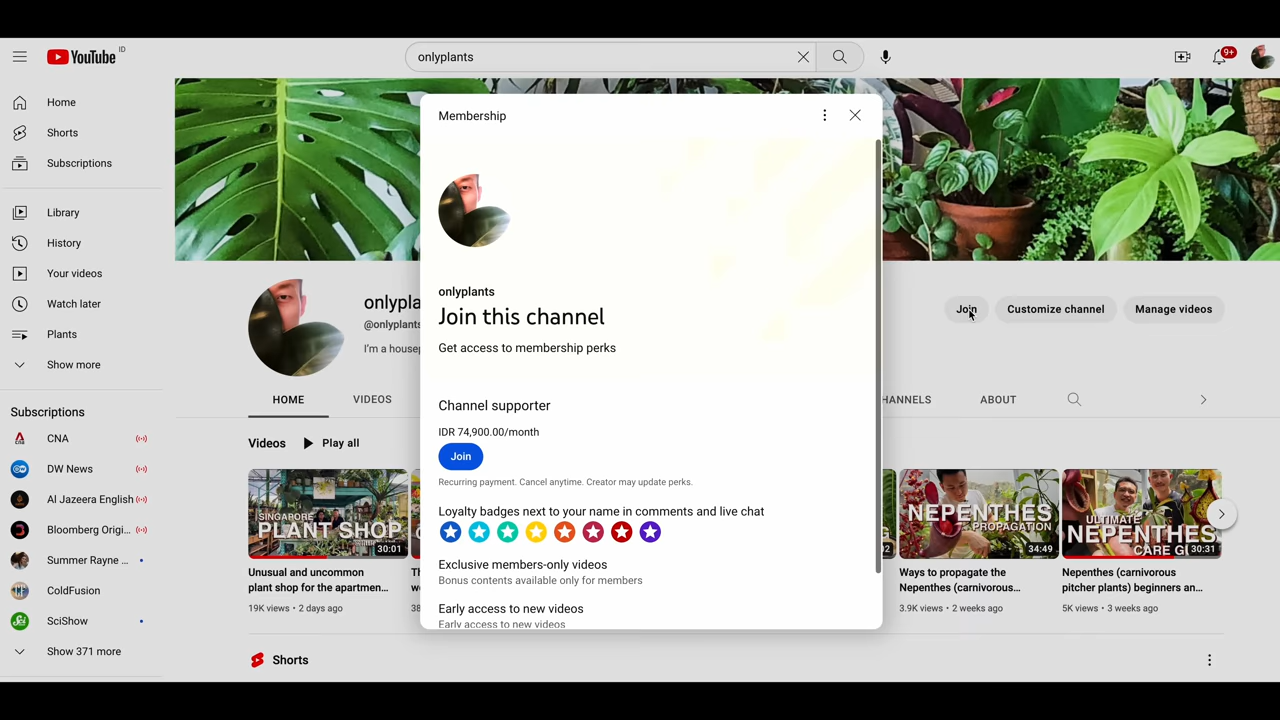 YouTube ID
onlyplants
9+
Home
Shorts
Subscriptions
Library
History
Your videos
Watch later
Plants
Show more
Subscriptions
CNA
DW News
Al Jazeera English
Bloomberg Origi...
Summer Rayne ...
ColdFusion
SciShow
Show 371 more
Membership
onlyplants
Join this channel
Get access to membership perks
Channel supporter
IDR 74,900.00/month
Join
Recurring payment. Cancel anytime. Creator may update perks.
Loyalty badges next to your name in comments and live chat
Exclusive members-only videos
Bonus contents available only for members
Early access to new videos
Early access to new videos
onlypla
@onlyplants
I'm a housep
Join
Customize channel
Manage videos
HOME
VIDEOS
HANNELS
ABOUT
Videos
Play all
SINGAPORE
PLANT SHOP
30:01
Unusual and uncommon
plant shop for the apartmen...
19K views • 2 days ago
NEPENTHES
PROPAGATION
34:49
Ways to propagate the
Nepenthes (carnivorous...
3.9K views • 2 weeks ago
ULTIMATE
NEPENTHES
CARE GU
30:31
Nepenthes (carnivorous
pitcher plants) beginners an...
5K views • 3 weeks ago
Shorts